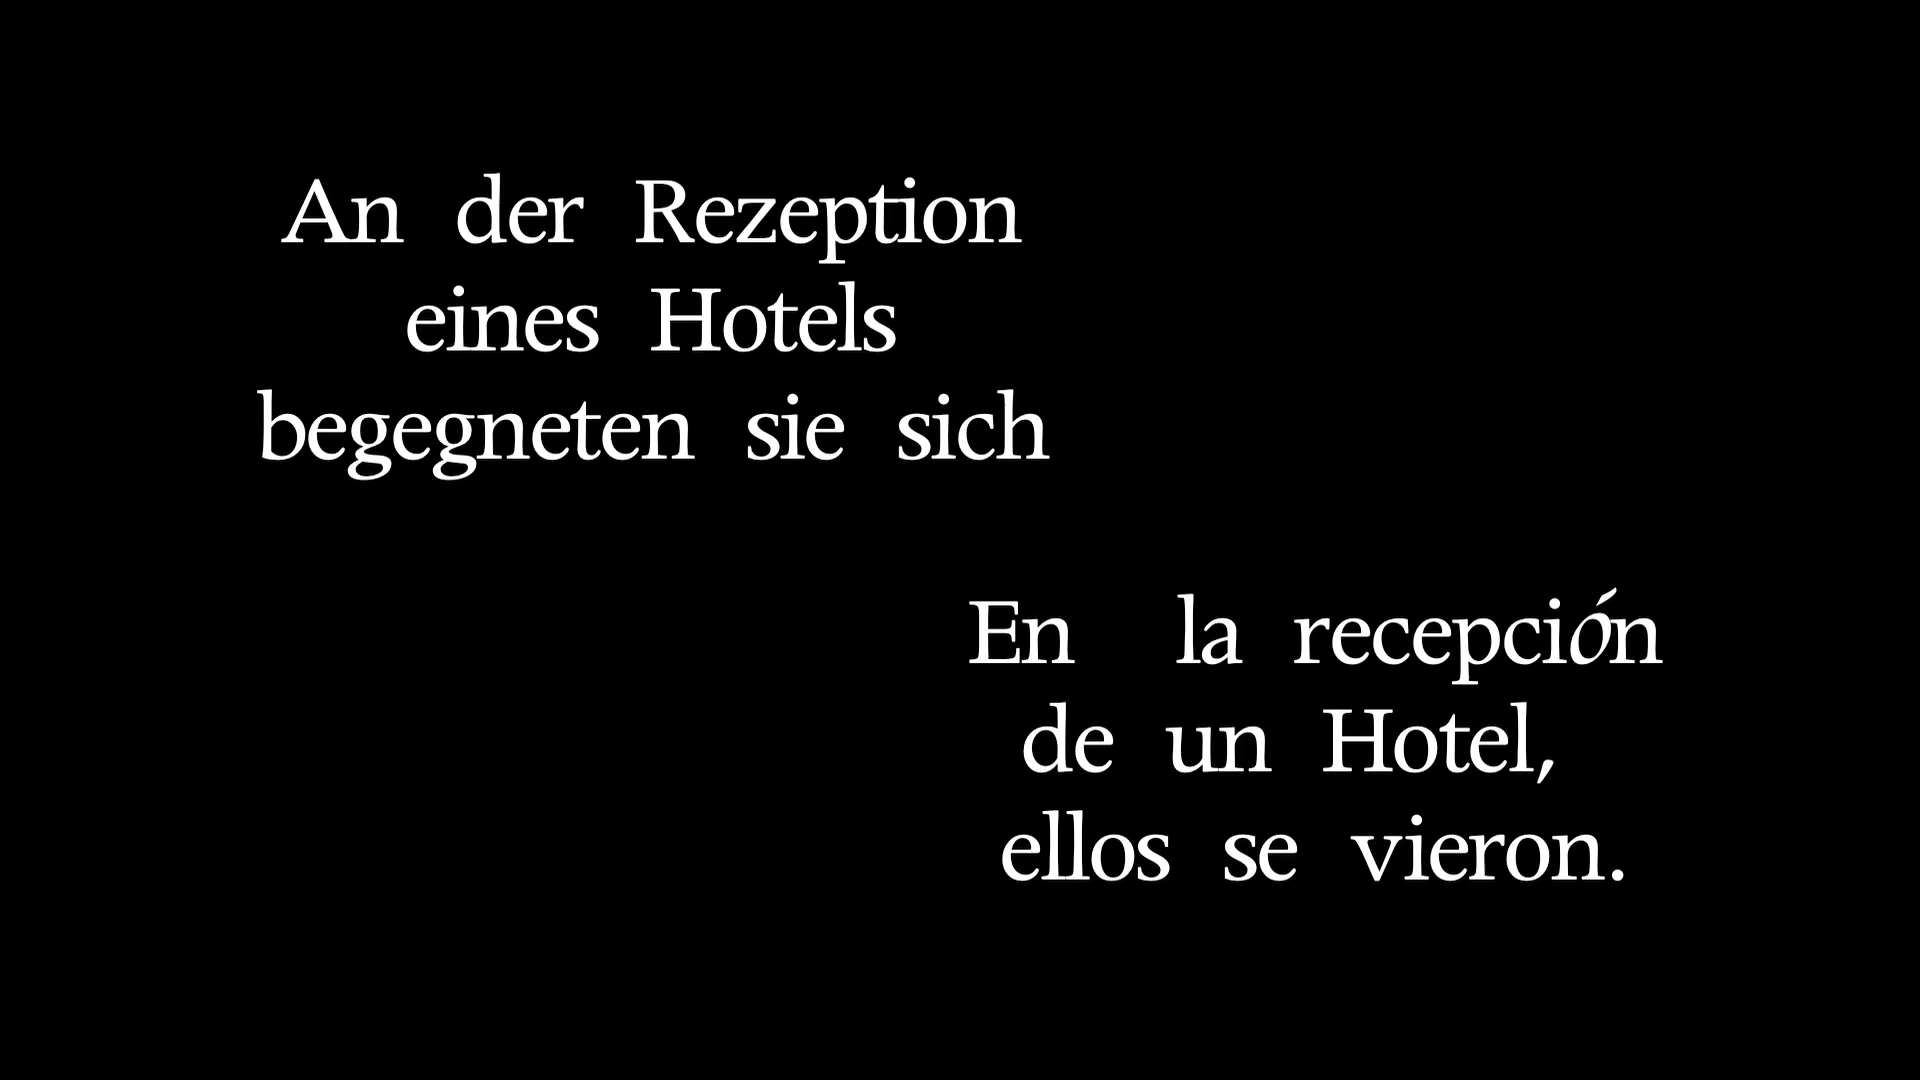 An der Rezeption
eines Hotels
begegneten sie sich
En la recepción
de un Hotel,
ellos se vieron.